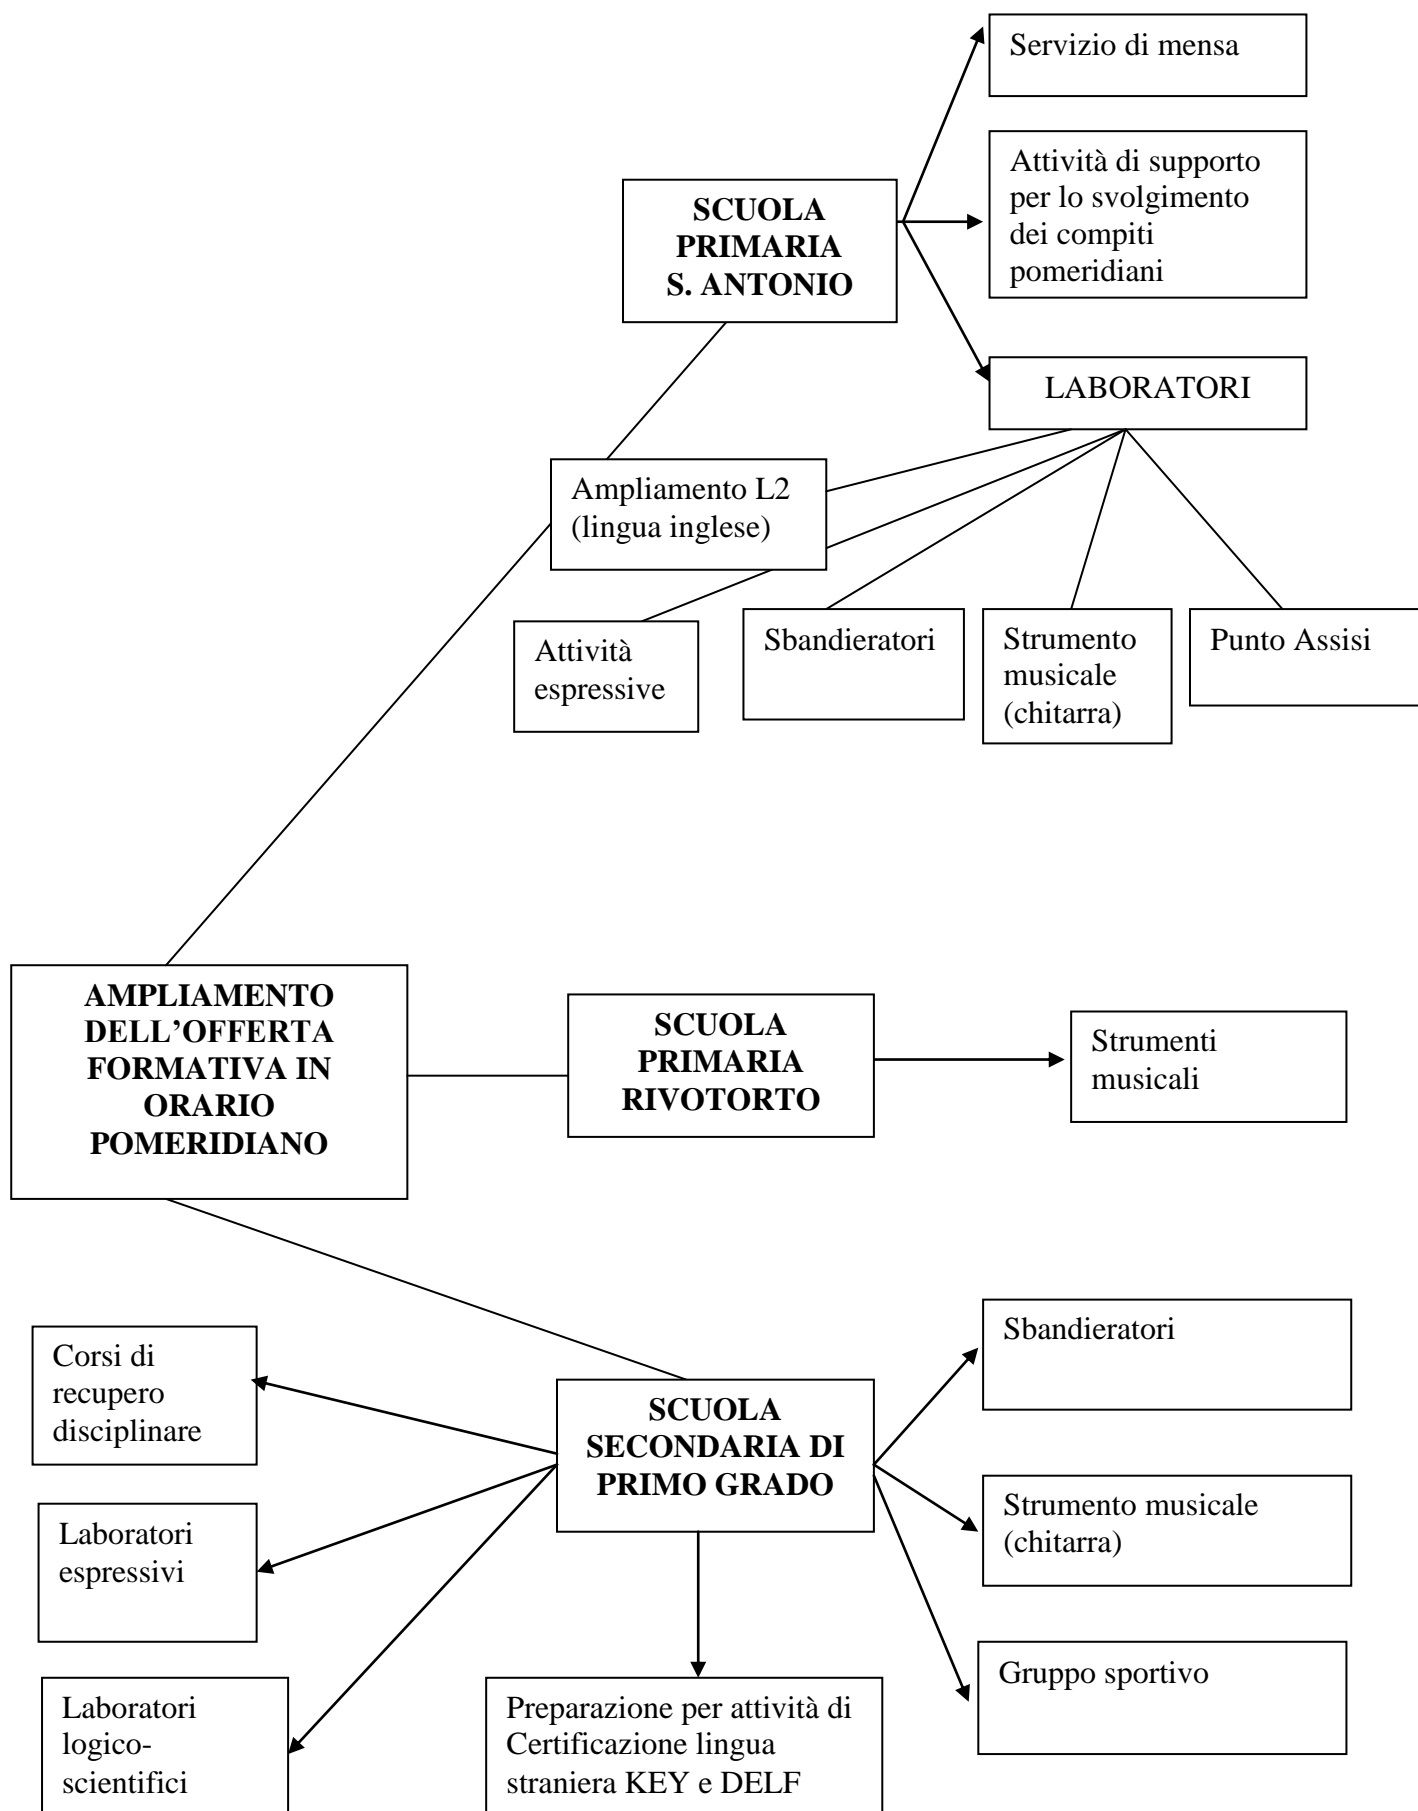 Servizio di mensa
Attività di supporto
per lo svolgimento
dei compiti
pomeridiani
SCUOLA
PRIMARIA
S. ANTONIO
LABORATORI
Ampliamento L2
(lingua inglese)
Attività
espressive
Sbandieratori
Strumento
musicale
(chitarra)
Punto Assisi
AMPLIAMENTO
DELL’OFFERTA
FORMATIVA IN
ORARIO
POMERIDIANO
SCUOLA
PRIMARIA
RIVOTORTO
Strumenti
musicali
Corsi di
recupero
disciplinare
SCUOLA
SECONDARIA DI
PRIMO GRADO
Sbandieratori
Laboratori
espressivi
Strumento musicale
(chitarra)
Laboratori
logico-
scientifici
Preparazione per attività di
Certificazione lingua
straniera KEY e DELF
Gruppo sportivo